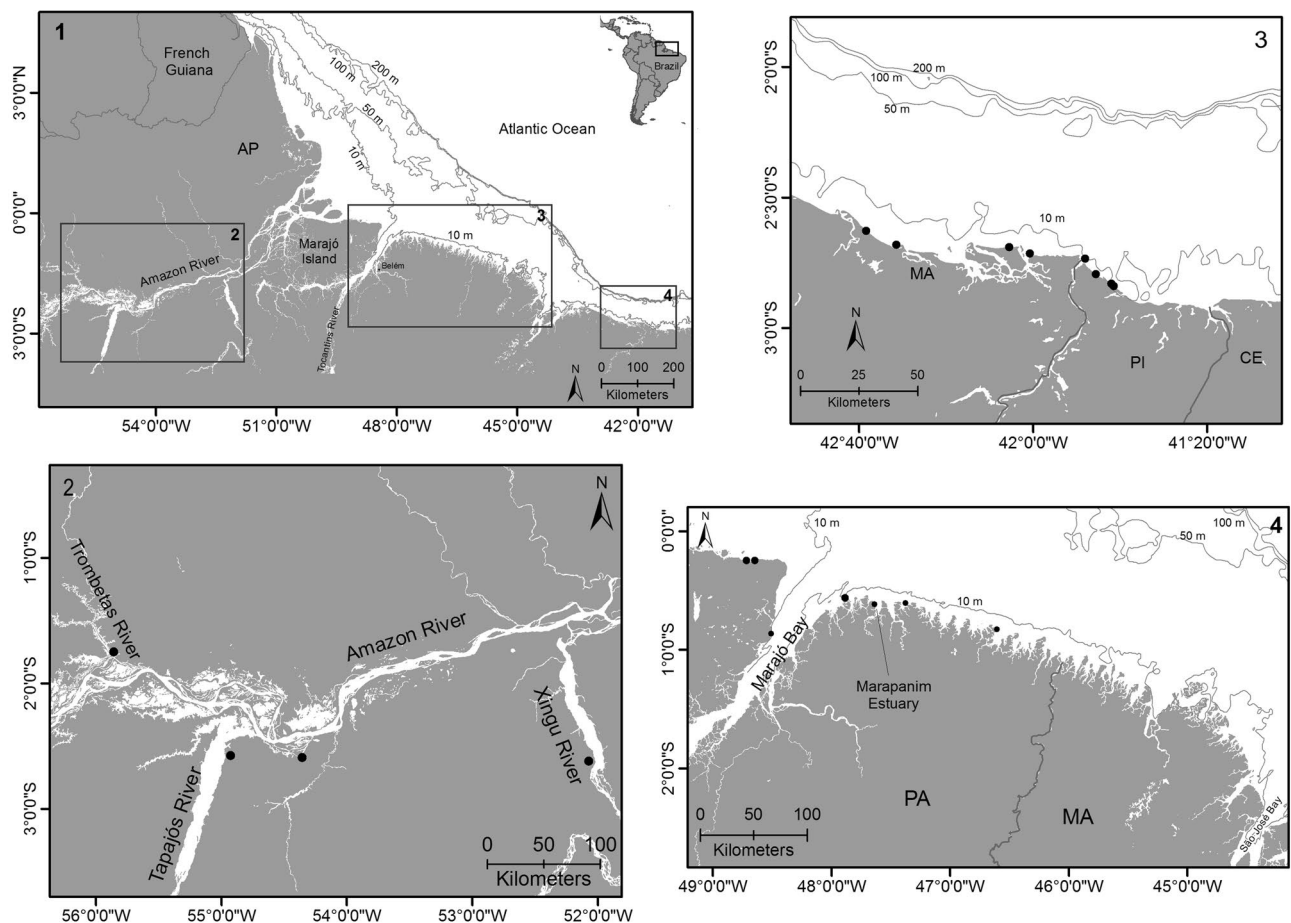 1
French
Guiana
AP
200 m
100 m
50 m
10 m
Atlantic Ocean
Brazil
2
Amazon River
Marajó
Island
Belém
Tocantins River
3
10 m
4
N
0 100 200
Kilometers
3°0'0"N
0°0'0"
3°0'0"S
54°0'0"W
51°0'0"W
48°0'0"W
45°0'0"W
42°0'0"W
3
200 m
100 m
50 m
10 m
MA
PI
CE
N
0 25 50
Kilometers
2°0'0"S
2°30'0"S
3°0'0"S
42°40'0"W
42°0'0"W
41°20'0"W
2
N
Trombetas River
Amazon River
Tapajós River
Xingu River
0 50 100
Kilometers
1°0'0"S
2°0'0"S
3°0'0"S
56°0'0"W
55°0'0"W
54°0'0"W
53°0'0"W
52°0'0"W
4
N
10 m
100 m
50 m
10 m
Marajó Bay
Marapanim
Estuary
PA
MA
São José Bay
0 50 100
Kilometers
0°0'0"
1°0'0"S
2°0'0"S
49°0'0"W
48°0'0"W
47°0'0"W
46°0'0"W
45°0'0"W